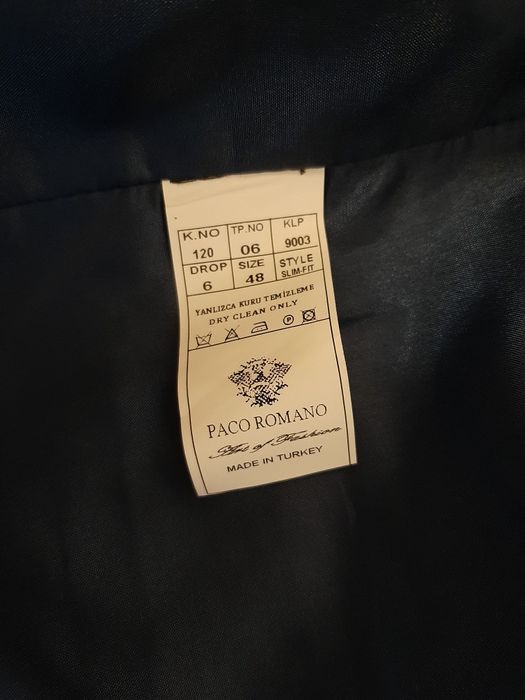 K.NO TP.NO KLP
120 06 9003
DROP SIZE STYLE
6 48 SLIM-FIT
YANLIZCA KURU TEMİZLEME
DRY CLEAN ONLY
PACO ROMANO
Art of Fashion
MADE IN TURKEY